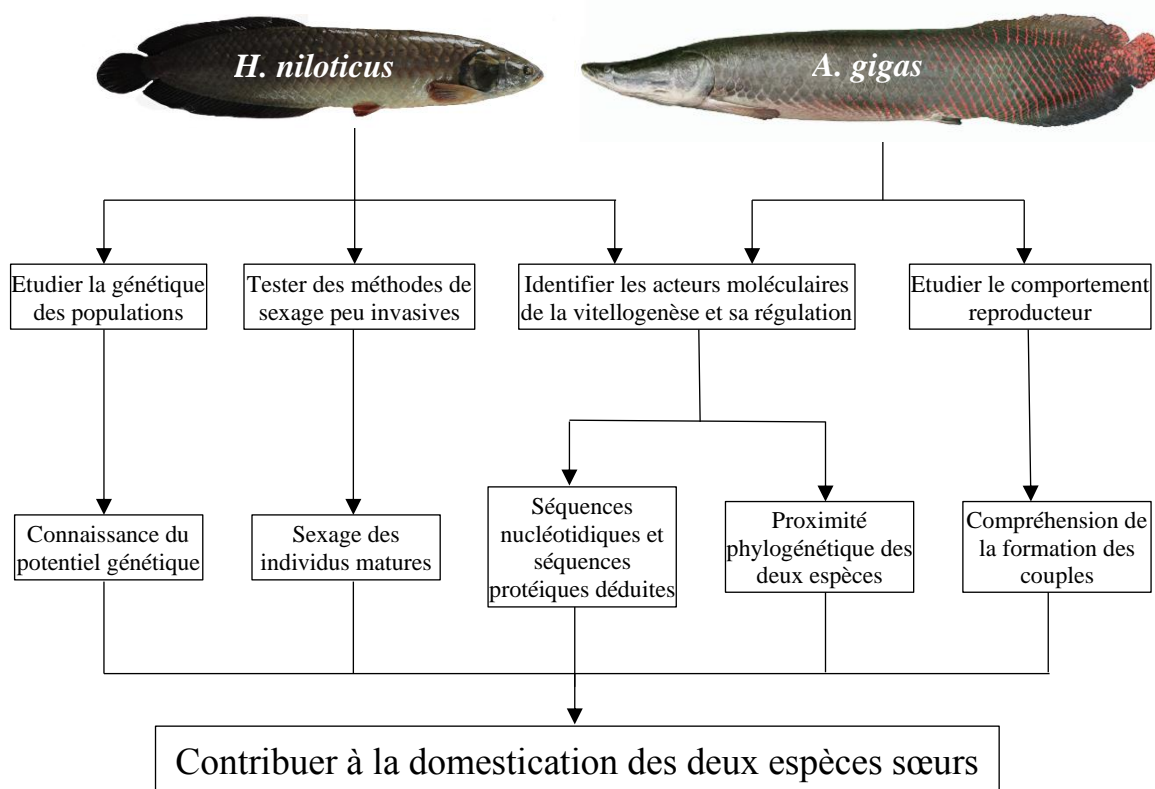 H. niloticus
A. gigas
Etudier la génétique
des populations
Tester des méthodes de
sexage peu invasives
Identifier les acteurs moléculaires
de la vitellogenèse et sa régulation
Etudier le comportement
reproducteur
Connaissance du
potentiel génétique
Sexage des
individus matures
Séquences
nucléotidiques et
séquences
protéiques déduites
Proximité
phylogénétique des
deux espèces
Compréhension de
la formation des
couples
Contribuer à la domestication des deux espèces sœurs